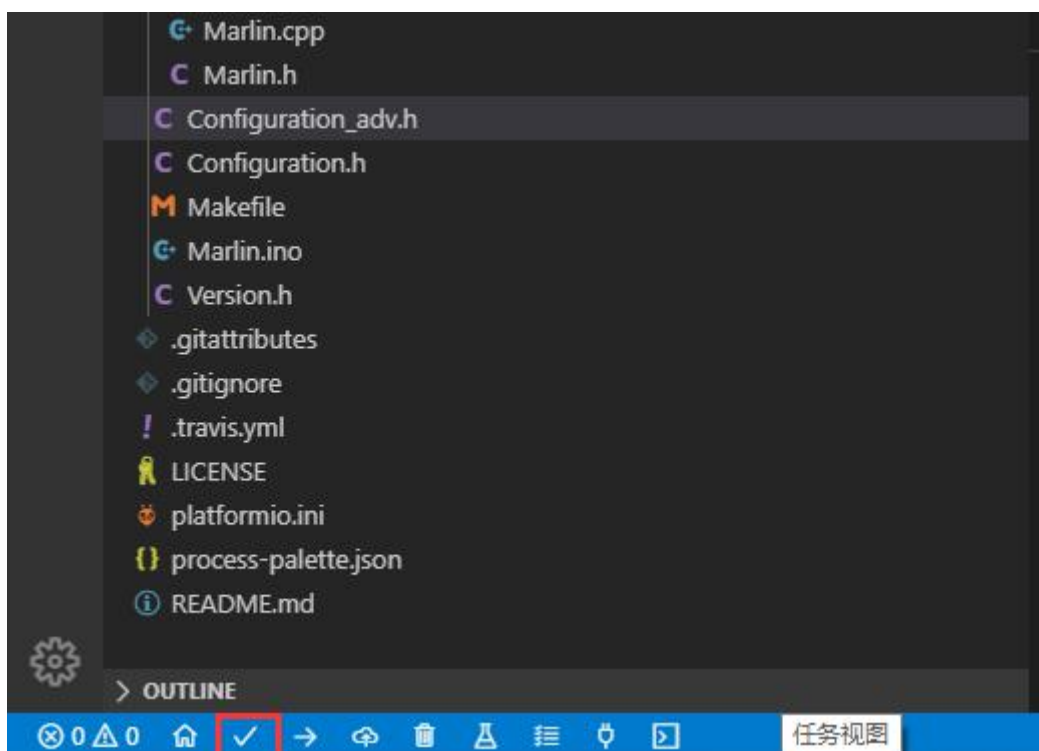 Marlin.cpp
Marlin.h
Configuration_adv.h
Configuration.h
Makefile
Marlin.ino
Version.h
.gitattributes
.gitignore
.travis.yml
LICENSE
platformio.ini
process-palette.json
README.md
OUTLINE
0 0 任务视图